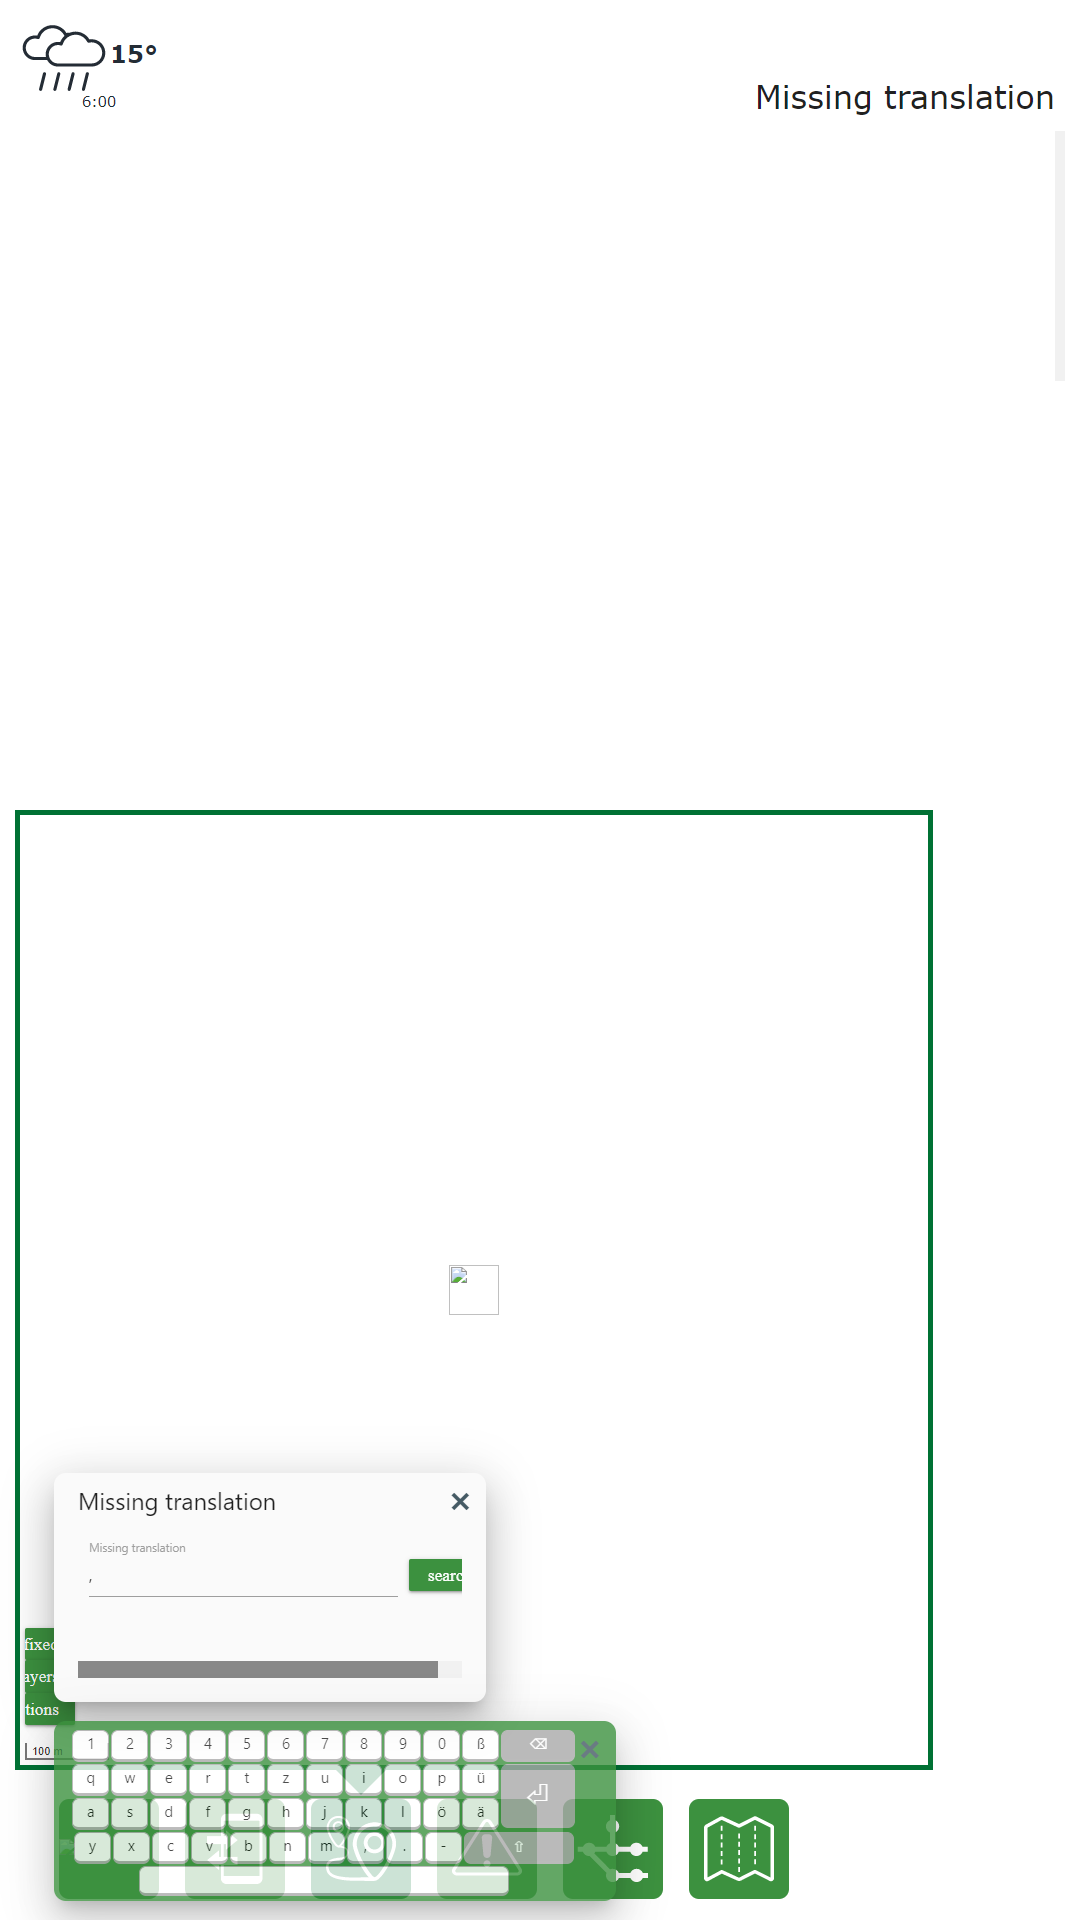 15°
6:00
Missing translation
Missing translation
Missing translation
,
searc
fixed
ayers
tions
100 m
1 2 3 4 5 6 7 8 9 0 ß ⌫
q w e r t z u i o p ü ⏎
a s d f g h j k l ö ä
y x c v b n m , . - ⇧